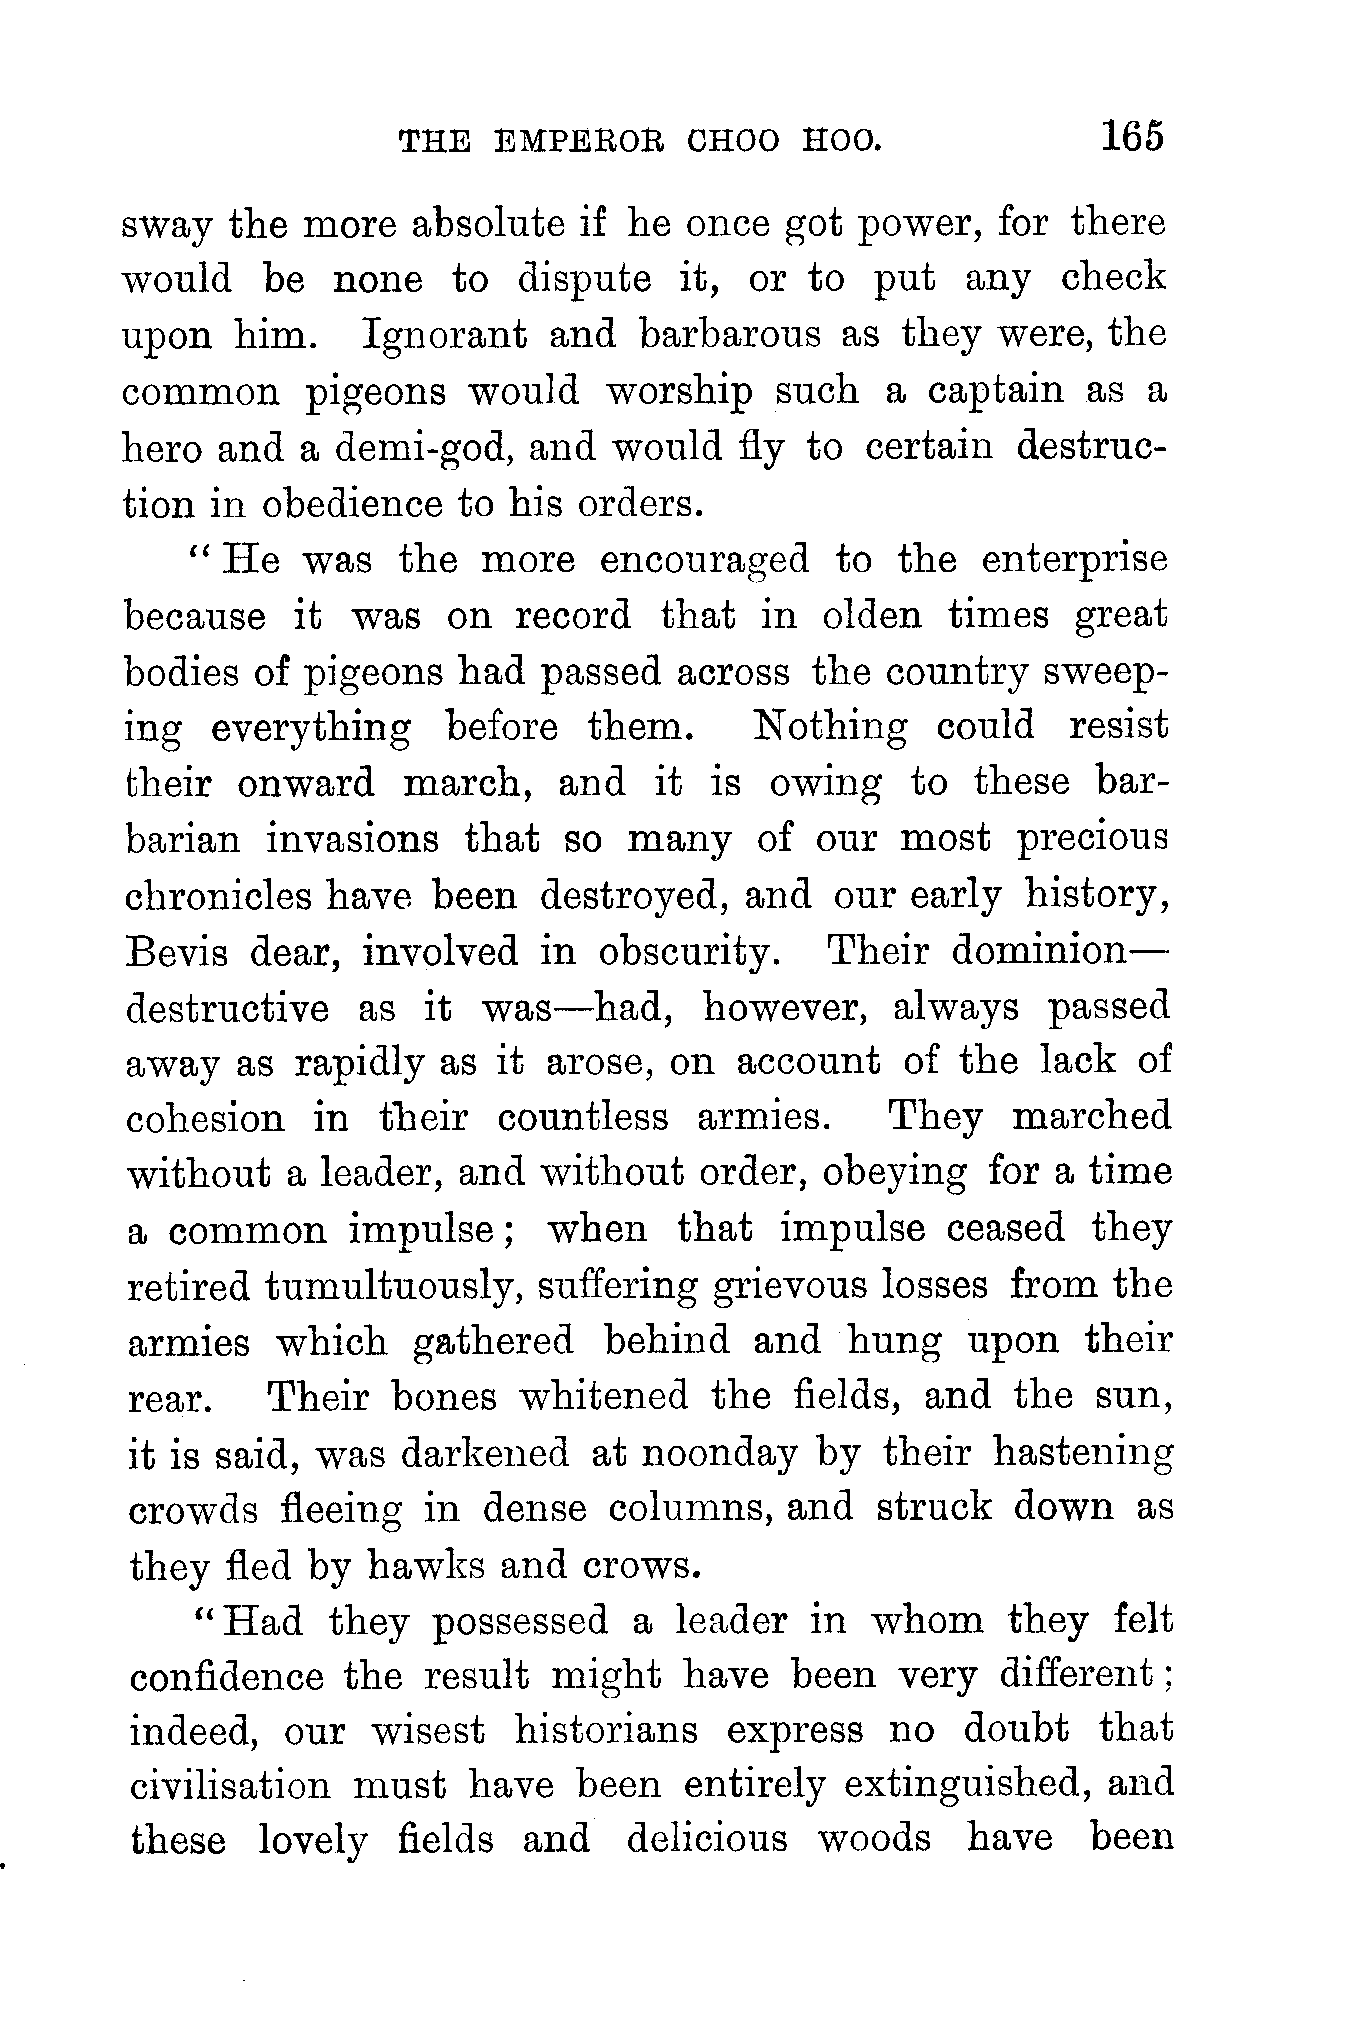 THE EMPEROR CHOO HOO. 165
sway the more absolute if he once got power, for there
would be none to dispute it, or to put any check
upon him. Ignorant and barbarous as they were, the
common pigeons would worship such a captain as a
hero and a demi-god, and would fly to certain destruc-
tion in obedience to his orders.
“He was the more encouraged to the enterprise
because it was on record that in olden times great
bodies of pigeons had passed across the country sweep-
ing everything before them. Nothing could resist
their onward march, and it is owing to these bar-
barian invasions that so many of our most precious
chronicles have been destroyed, and our early history,
Bevis dear, involved in obscurity. Their dominion—
destructive as it was—had, however, always passed
away as rapidly as it arose, on account of the lack of
cohesion in their countless armies. They marched
without a leader, and without order, obeying for a time
a common impulse; when that impulse ceased they
retired tumultuously, suffering grievous losses from the
armies which gathered behind and hung upon their
rear. Their bones whitened the fields, and the sun,
it is said, was darkened at noonday by their hastening
crowds fleeing in dense columns, and struck down as
they fled by hawks and crows.
“Had they possessed a leader in whom they felt
confidence the result might have been very different;
indeed, our wisest historians express no doubt that
civilisation must have been entirely extinguished, and
these lovely fields and delicious woods have been